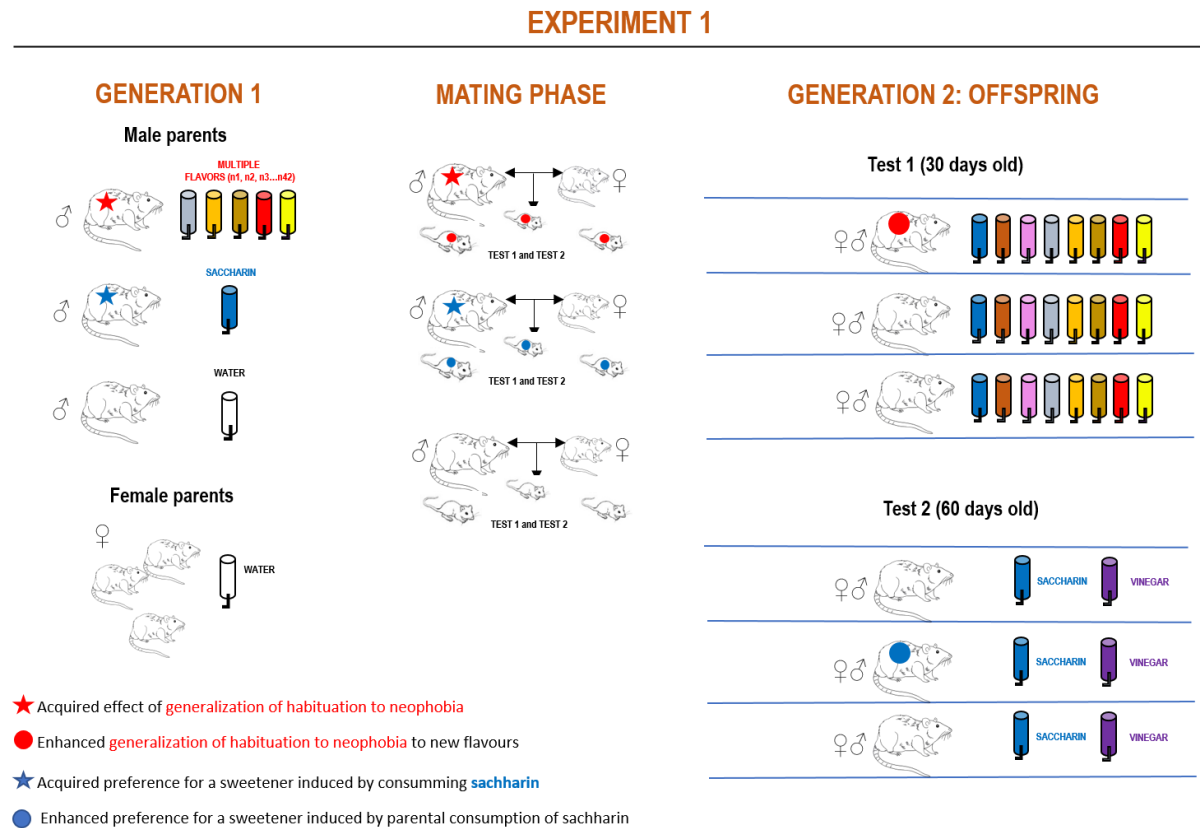 EXPERIMENT 1
GENERATION 1
Male parents
MULTIPLE
FLAVORS (n1, n2, n3...n42)
♂
SACCHARIN
♂
WATER
♂
Female parents
♀
WATER
MATING PHASE
♂ ♀
TEST 1 and TEST 2
♂ ♀
TEST 1 and TEST 2
♂ ♀
TEST 1 and TEST 2
GENERATION 2: OFFSPRING
Test 1 (30 days old)
♀♂
♀♂
♀♂
Test 2 (60 days old)
♀♂ SACCHARIN VINEGAR
♀♂ SACCHARIN VINEGAR
♀♂ SACCHARIN VINEGAR
Acquired effect of generalization of habituation to neophobia
Enhanced generalization of habituation to neophobia to new flavours
Acquired preference for a sweetener induced by consumming sachharin
Enhanced preference for a sweetener induced by parental consumption of sachharin